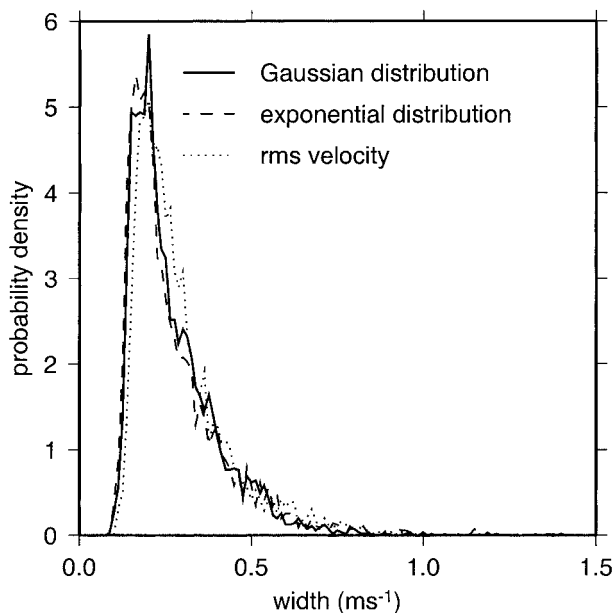 6
5
4
3
2
1
0
probability density
Gaussian distribution
exponential distribution
rms velocity
0.0 0.5 1.0 1.5
width (ms⁻¹)